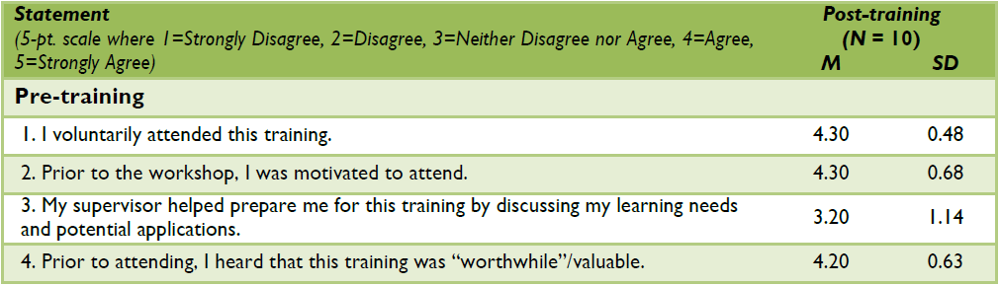 Statement Post-training
(5-pt. scale where 1=Strongly Disagree, 2=Disagree, 3=Neither Disagree nor Agree, 4=Agree, (N = 10)
5=Strongly Agree) M SD
Pre-training
1. I voluntarily attended this training. 4.30 0.48
2. Prior to the workshop, I was motivated to attend. 4.30 0.68
3. My supervisor helped prepare me for this training by discussing my learning needs 3.20 1.14
and potential applications.
4. Prior to attending, I heard that this training was “worthwhile”/valuable. 4.20 0.63